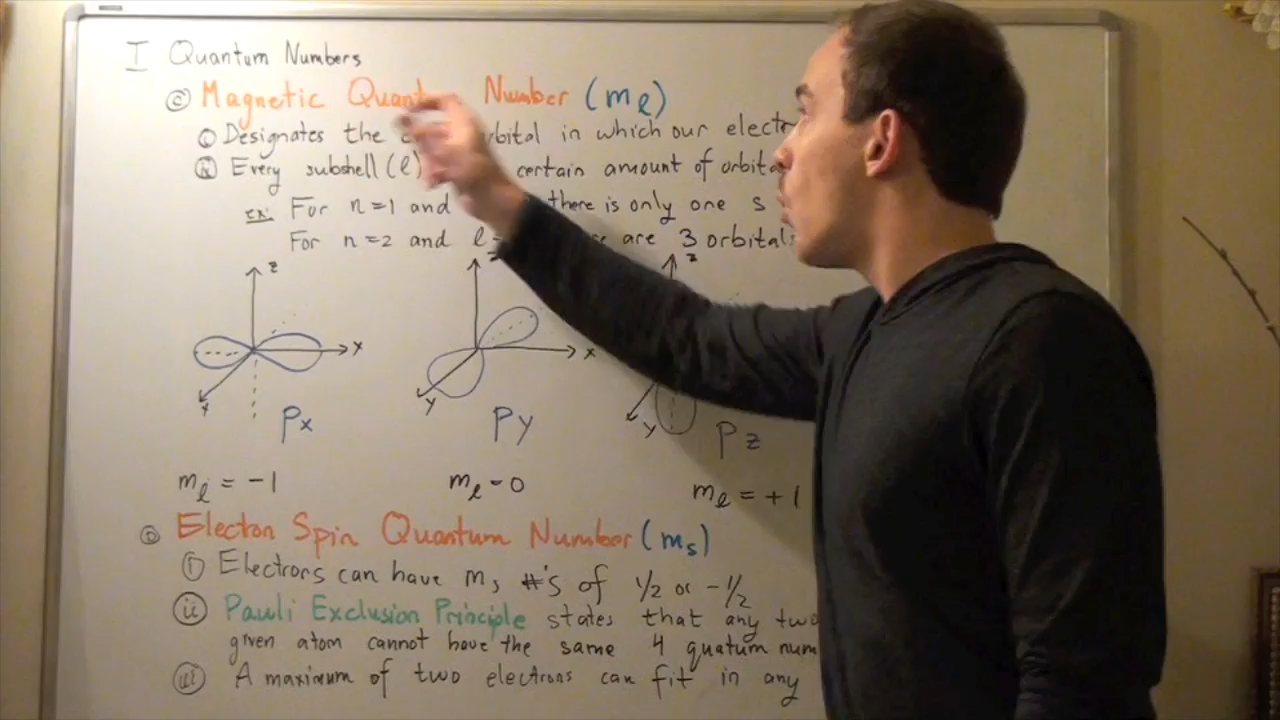 I Quantum Numbers
c Magnetic Quant Number (mℓ)
i Designates the orbital in which our electr
ii Every subshell (ℓ) certain amount of orbita
ex: For n=1 and there is only one s
For n=2 and ℓ are 3 orbitals
z z z
x x
y y y
Px Py Pz
mℓ = -1 mℓ = 0 mℓ = +1
D Electon Spin Quantum Number (ms)
i Electrons can have ms #'s of 1/2 or -1/2
ii Pauli Exclusion Principle states that any two
given atom cannot have the same 4 quatum num
iii A maximum of two electrons can fit in any